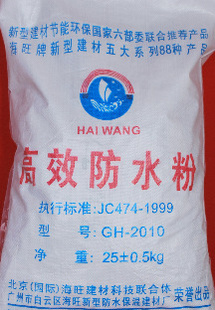 新型建材节能环保国家六部委联合推荐产品
海旺牌新型建材五大系列88种产品
HAI WANG
高效防水粉
执行标准:JC474-1999
型号:GH-2010
净重:25±0.5kg
北京(国际)海旺建材科技联合体
广州市白云区海旺新型防水保温建材厂 荣誉出品